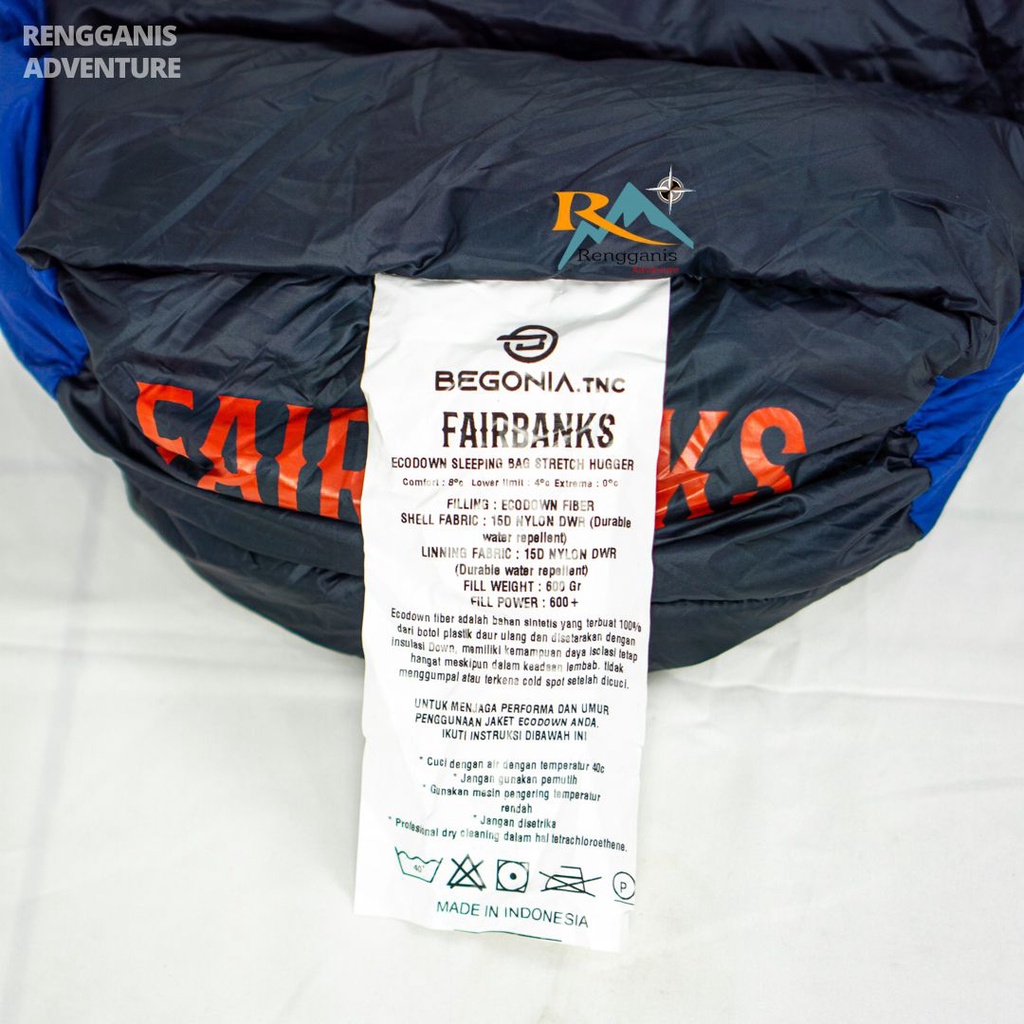 RENGGANIS
ADVENTURE
R
Rengganis
BEGONIA.TNC
FAIRBANKS
FAIR KS
ECODOWN SLEEPING BAG STRETCH HUGGER
Comfort : 8°c Lower limit : 4°c Extreme : 0°c
FILLING : ECODOWN FIBER
SHELL FABRIC : 15D NYLON DWR (Durable
water repellent)
LINNING FABRIC : 15D NYLON DWR
(Durable water repellent)
FILL WEIGHT : 600 Gr
FILL POWER : 600+
Ecodown fiber adalah bahan sintetis yang terbuat 100%
dari botol plastik daur ulang dan disetarakan dengan
insulasi Down, memiliki kemampuan daya isolasi tetap
hangat meskipun dalam keadaan lembab. tidak
menggumpal atau terkena cold spot setelah dicuci.
UNTUK MENJAGA PERFORMA DAN UMUR
PENGGUNAAN JAKET ECODOWN ANDA.
IKUTI INSTRUKSI DIBAWAH INI
* Cuci dengan air dengan temperatur 40c
* Jangan gunakan pemutih
* Gunakan mesin pengering temperatur
rendah
* Jangan disetrika
* Profesional dry cleaning dalam hal tetrachloroethene.
40°
P
MADE IN INDONESIA